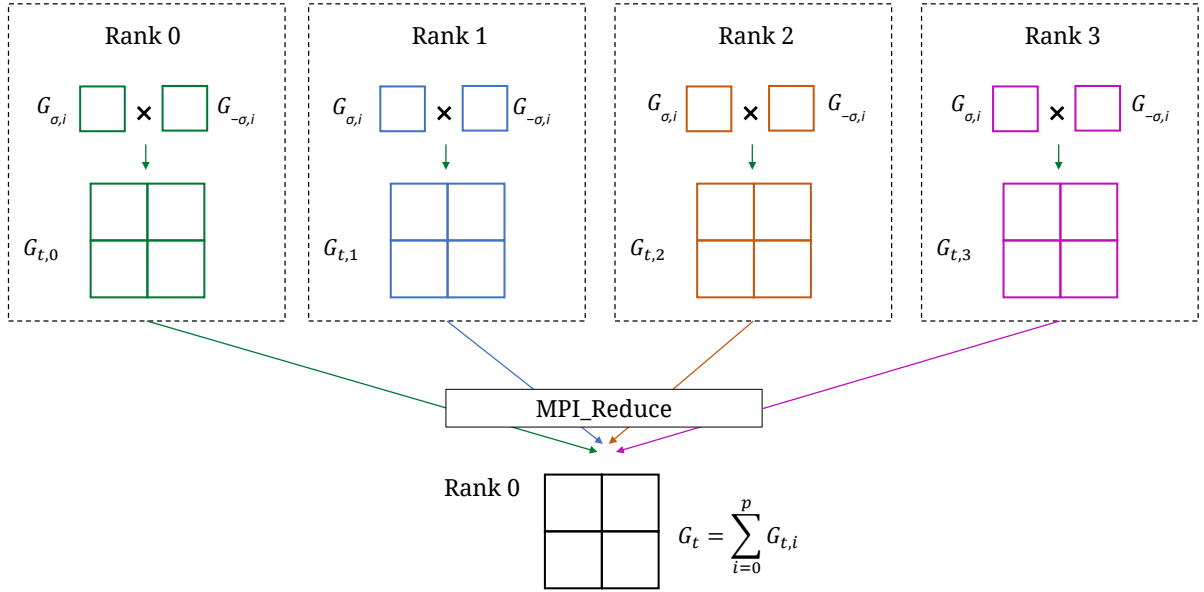 Rank 0
Rank 1
Rank 2
Rank 3
G_{σ,i} × G_{−σ,i}
G_{σ,i} × G_{−σ,i}
G_{σ,i} × G_{−σ,i}
G_{σ,i} × G_{−σ,i}
G_{t,0}
G_{t,1}
G_{t,2}
G_{t,3}
MPI_Reduce
Rank 0
G_t = \sum_{i=0}^{p} G_{t,i}